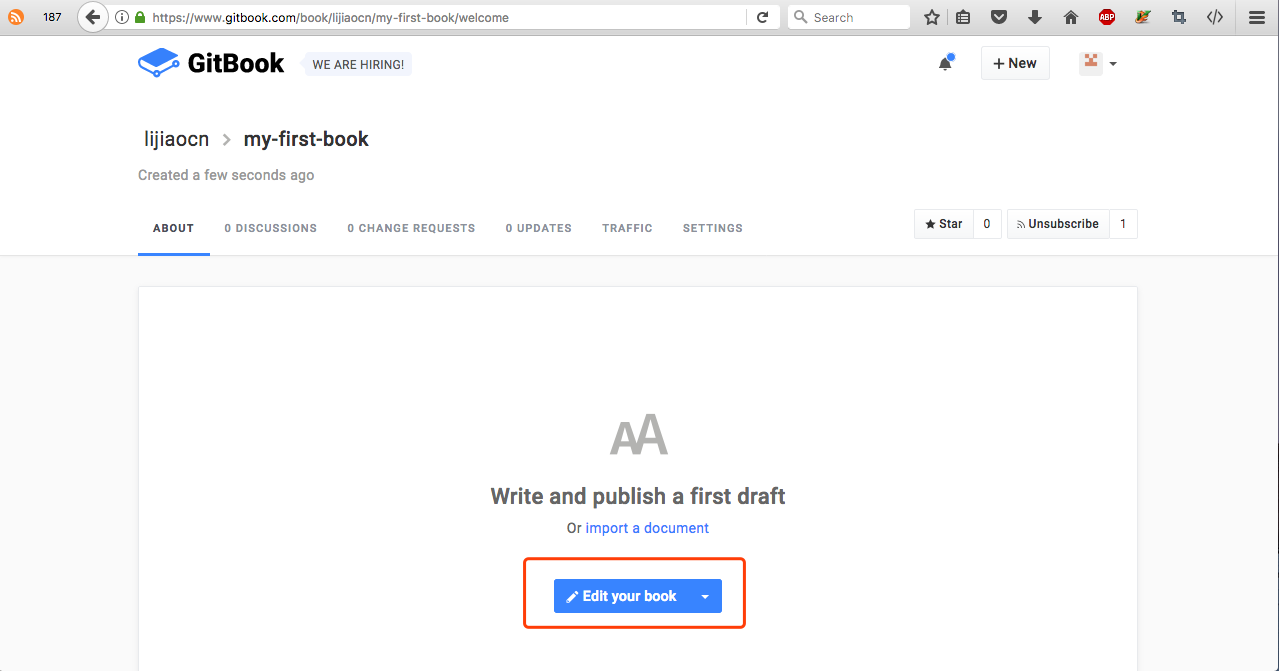 187
https://www.gitbook.com/book/lijiaocn/my-first-book/welcome
Search
ABP
GitBook
WE ARE HIRING!
+ New
lijiaocn > my-first-book
Created a few seconds ago
ABOUT
0 DISCUSSIONS
0 CHANGE REQUESTS
0 UPDATES
TRAFFIC
SETTINGS
Star 0
Unsubscribe 1
AA
Write and publish a first draft
Or import a document
Edit your book